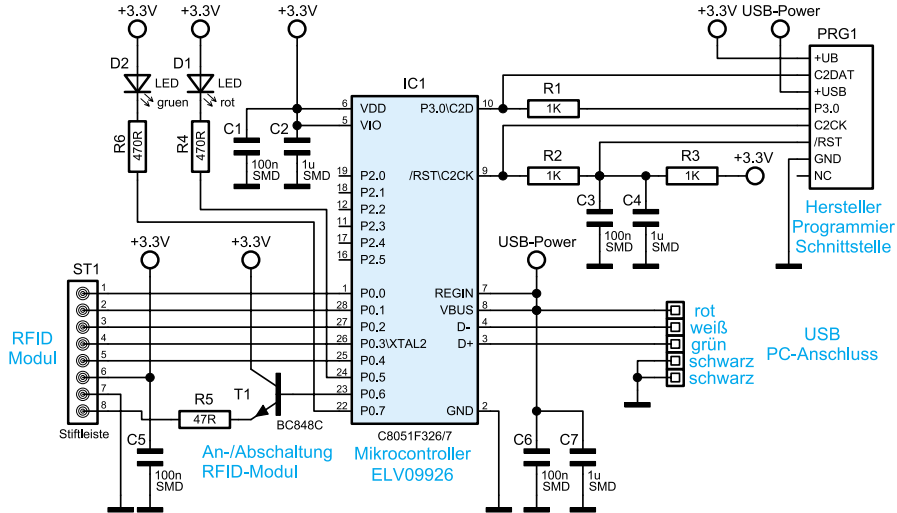 +3.3V +3.3V +3.3V +3.3V USB-Power
PRG1
D2 D1
LED LED
gruen rot
IC1
+UB
C2DAT
+USB
P3.0
C2CK
/RST
GND
NC
6 VDD P3.0\C2D 10
5 VIO
R1
1K
R6 470R
R4 470R
C1 C2
100n 1u
SMD SMD
19 P2.0 /RST\C2CK 9
18 P2.1
12 P2.2
11 P2.3
17 P2.4
16 P2.5
R2 R3 +3.3V
1K 1K
C3 C4
100n 1u
SMD SMD
Hersteller
Programmier
Schnittstelle
+3.3V +3.3V
USB-Power
ST1
1 1 P0.0 REGIN 7
2 28 P0.1 VBUS 8
3 27 P0.2 D- 4
4 26 P0.3\XTAL2 D+ 3
5 25 P0.4
6 24 P0.5
7 23 P0.6
8 22 P0.7 GND 2
RFID
Modul
rot
weiß
grün
schwarz
schwarz
USB
PC-Anschluss
R5
47R
T1
BC848C
Stiftleiste
C5
100n
SMD
An-/Abschaltung
RFID-Modul
C8051F326/7
Mikrocontroller
ELV09926
C6 C7
100n 1u
SMD SMD